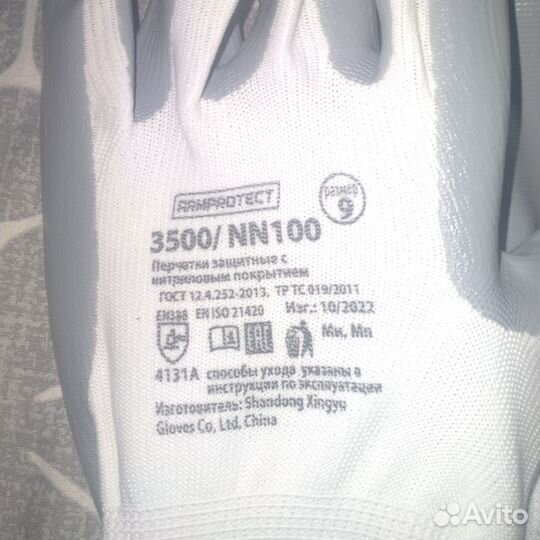 ARMPROTECT
размер 9
3500/ NN100
Перчатки защитные с
нитриловым покрытием
ГОСТ 12.4.252-2013, ТР ТС 019/2011
EN388 EN ISO 21420 Изг.: 10/2022
EAC Ми, Мп
4131A способы ухода указаны в
инструкции по эксплуатации
Изготовитель: Shandong Xingyu
Gloves Co, Ltd, China
Avito